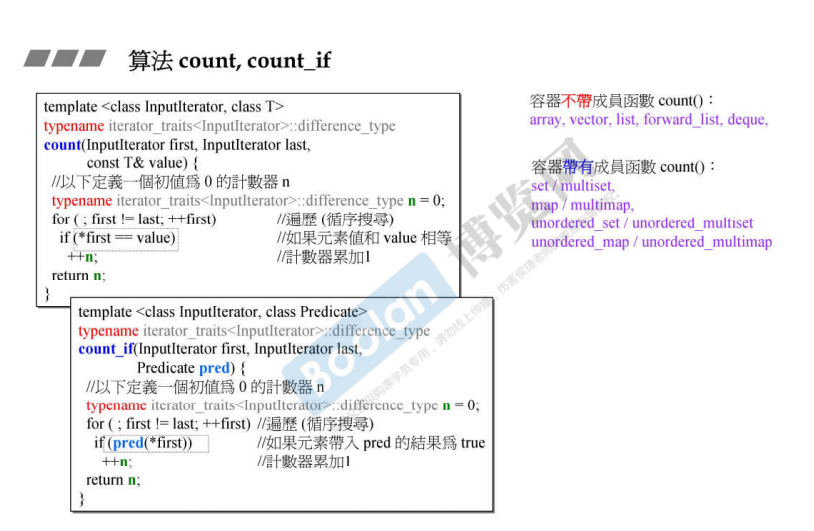 算法 count, count_if
template <class InputIterator, class T>
typename iterator_traits<InputIterator>::difference_type
count(InputIterator first, InputIterator last,
const T& value) {
//以下定義一個初值為 0 的計數器 n
typename iterator_traits<InputIterator>::difference_type n = 0;
for ( ; first != last; ++first) //遍歷 (循序搜尋)
if (*first == value) //如果元素值和 value 相等
++n; //計數器累加1
return n;
}
template <class InputIterator, class Predicate>
typename iterator_traits<InputIterator>::difference_type
count_if(InputIterator first, InputIterator last,
Predicate pred) {
//以下定義一個初值為 0 的計數器 n
typename iterator_traits<InputIterator>::difference_type n = 0;
for ( ; first != last; ++first) //遍歷 (循序搜尋)
if (pred(*first)) //如果元素帶入 pred 的結果為 true
++n; //計數器累加1
return n;
}
容器不帶成員函數 count()：
array, vector, list, forward_list, deque,
容器帶有成員函數 count()：
set / multiset,
map / multimap,
unordered_set / unordered_multiset
unordered_map / unordered_multimap
Boolan 博览网